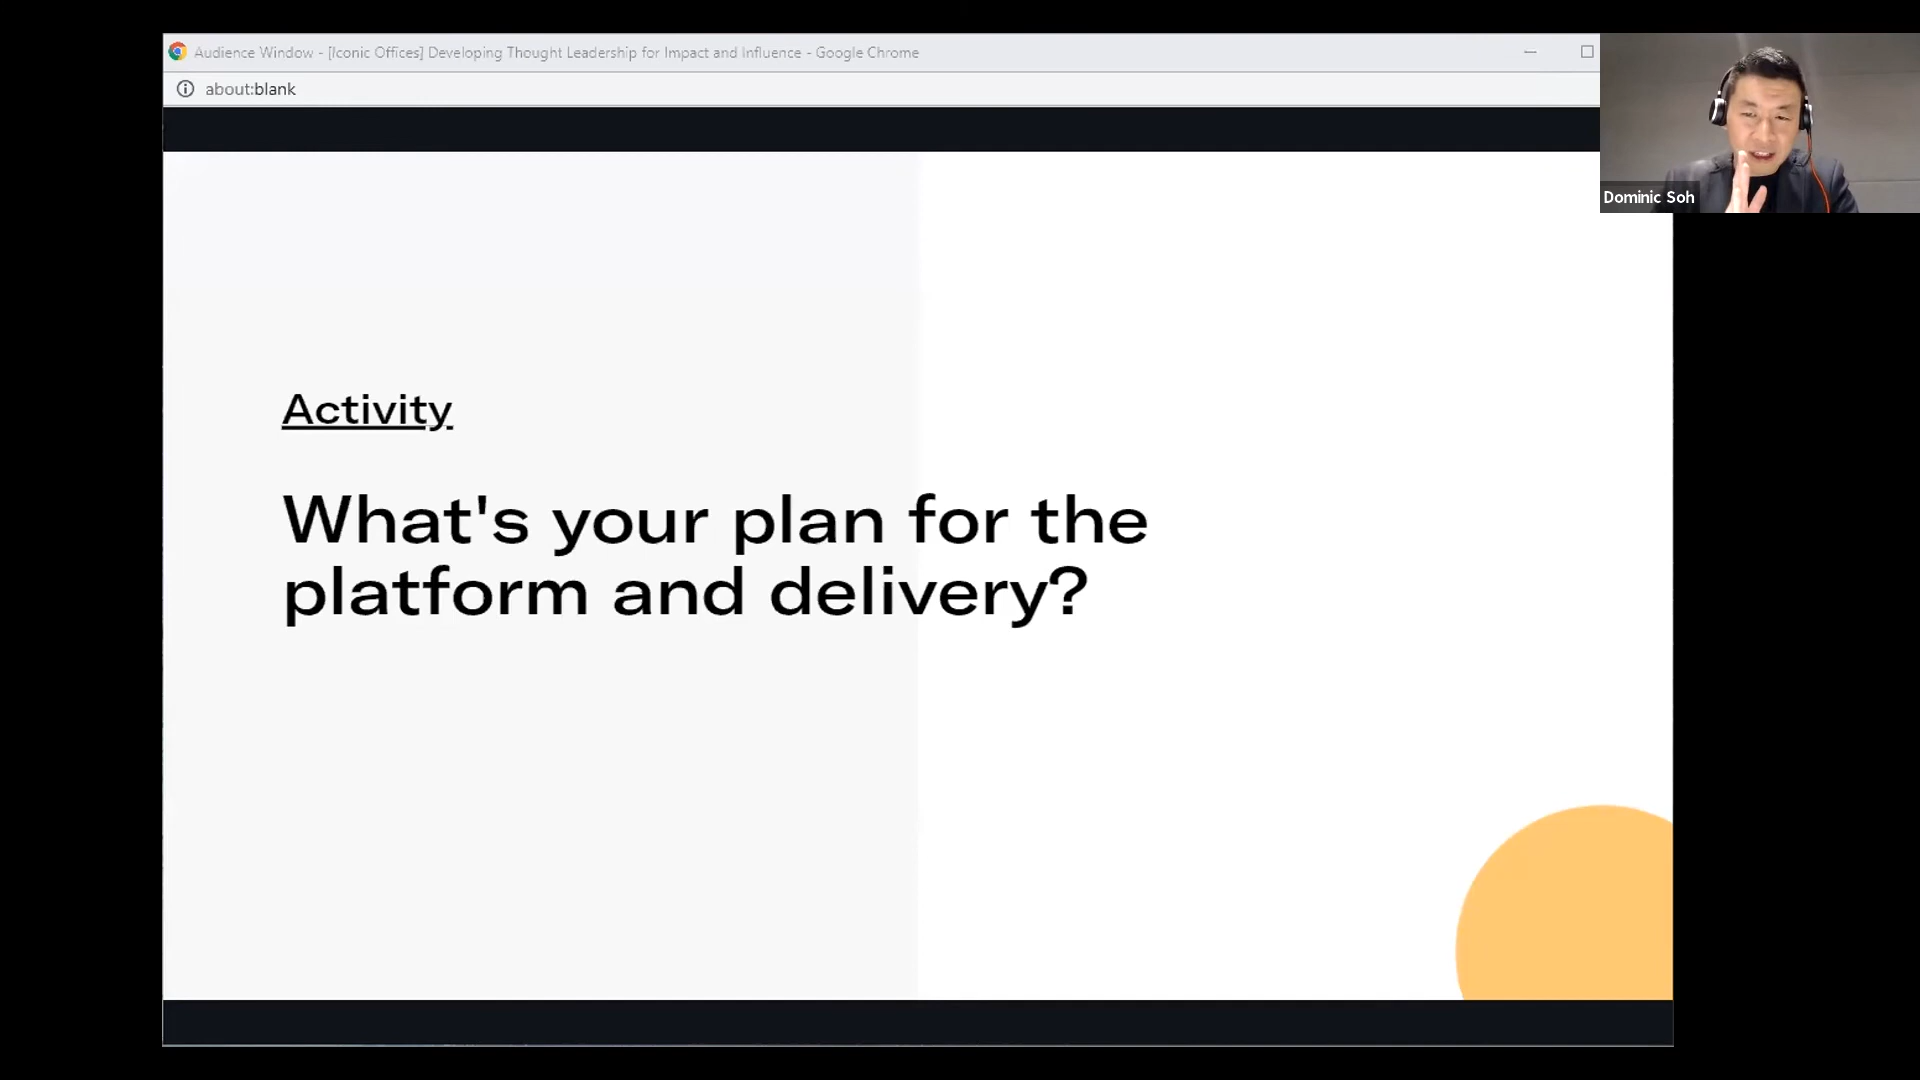 Audience Window - [Iconic Offices] Developing Thought Leadership for Impact and Influence - Google Chrome
about:blank
Dominic Soh
Activity
What's your plan for the
platform and delivery?